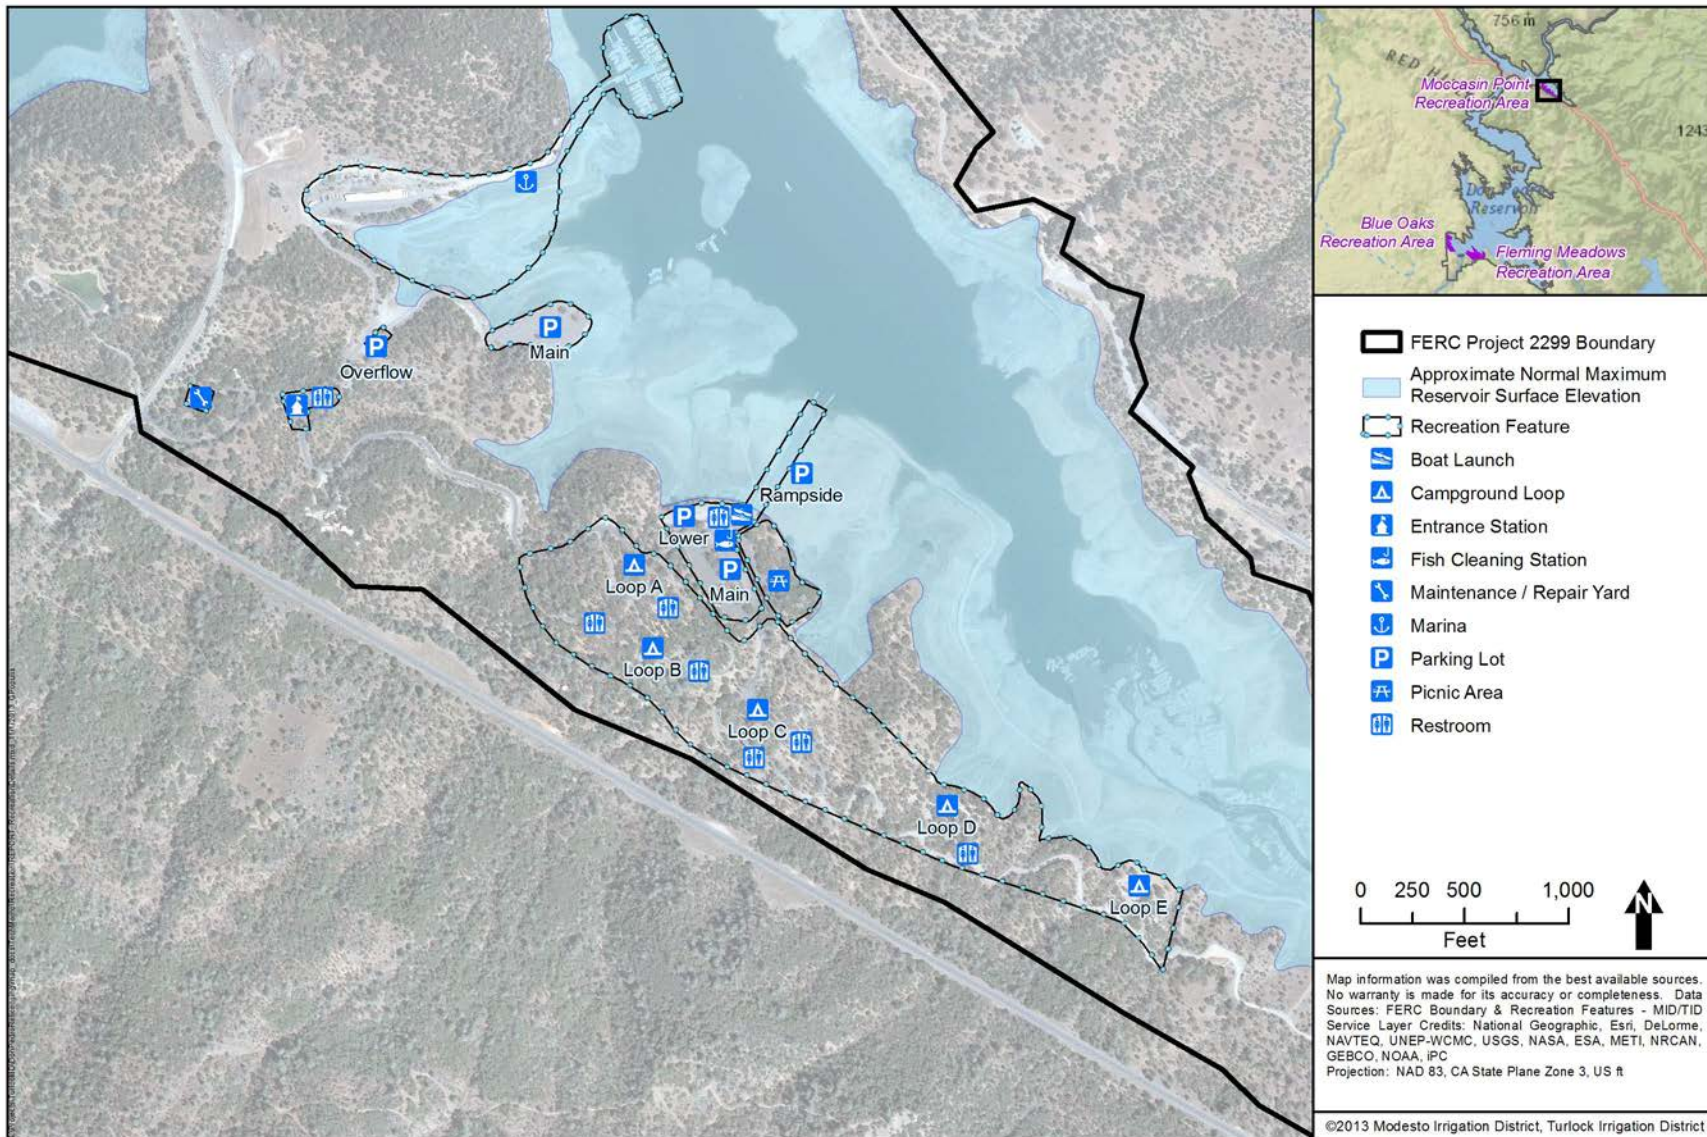 Main
Overflow
Rampside
Lower
Main
Loop A
Loop B
Loop C
Loop D
Loop E
756 m
RED
Moccasin Point
Recreation Area
1243
Reservoir
Blue Oaks
Recreation Area
Fleming Meadows
Recreation Area
FERC Project 2299 Boundary
Approximate Normal Maximum
Reservoir Surface Elevation
Recreation Feature
Boat Launch
Campground Loop
Entrance Station
Fish Cleaning Station
Maintenance / Repair Yard
Marina
Parking Lot
Picnic Area
Restroom
0 250 500 1,000
Feet
N
Map information was compiled from the best available sources.
No warranty is made for its accuracy or completeness. Data
Sources: FERC Boundary & Recreation Features - MID/TID
Service Layer Credits: National Geographic, Esri, DeLorme,
NAVTEQ, UNEP-WCMC, USGS, NASA, ESA, METI, NRCAN,
GEBCO, NOAA, iPC
Projection: NAD 83, CA State Plane Zone 3, US ft
©2013 Modesto Irrigation District, Turlock Irrigation District